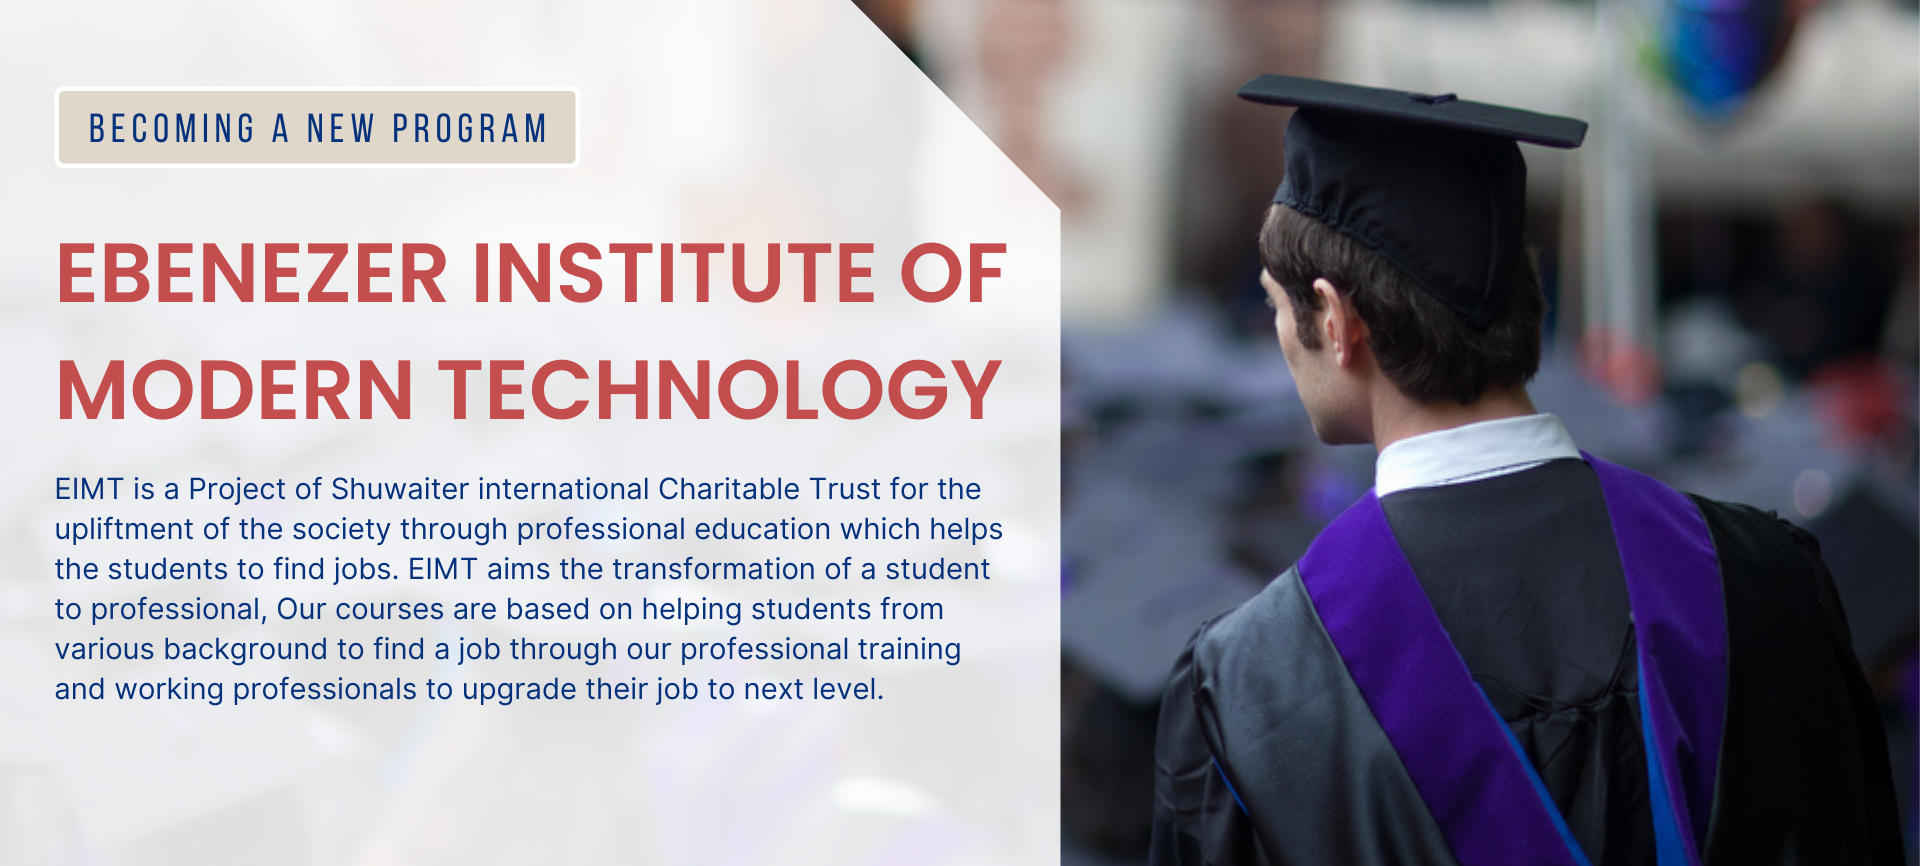 BECOMING A NEW PROGRAM
EBENEZER INSTITUTE OF
MODERN TECHNOLOGY
EIMT is a Project of Shuwaiter international Charitable Trust for the
upliftment of the society through professional education which helps
the students to find jobs. EIMT aims the transformation of a student
to professional, Our courses are based on helping students from
various background to find a job through our professional training
and working professionals to upgrade their job to next level.